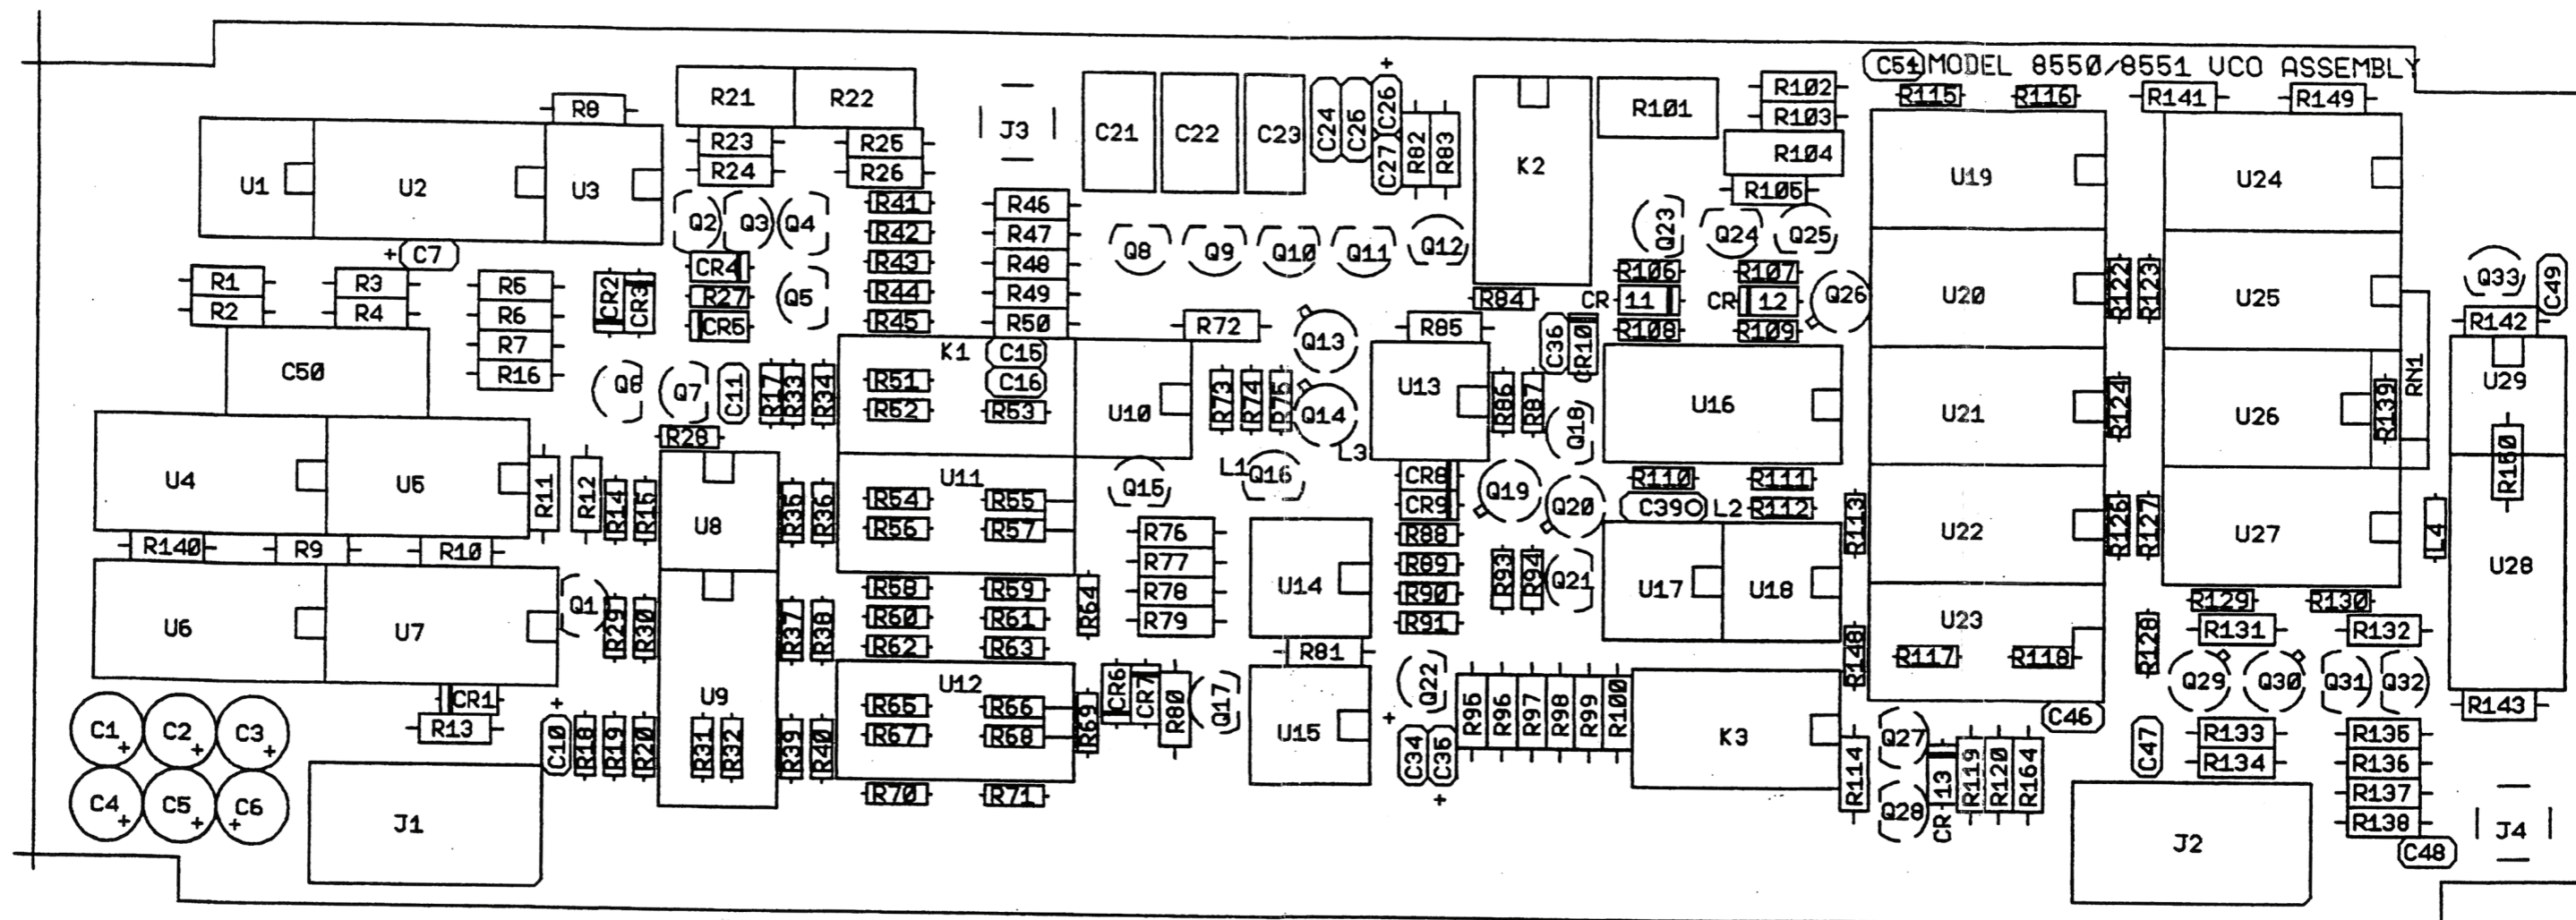 C51 MODEL 8550/8551 VCO ASSEMBLY
R8
R21 R22
J3
C21 C22 C23
C24 C25 C26 C27
R82 R83
K2
R101
R102
R103
R104
R105
R115 R116 R141 R149
U1 U2 U3
R23 R25
R24 R26
Q2 Q3 Q4
R41 R46
R42 R47
R43 R48
R44 R49
R45 R50
Q8 Q9 Q10 Q11 Q12
Q23 Q24 Q25
U19 U24
+ C7
CR4
R27
CR5
Q5
R1 R3 R5
R2 R4 R6
R7
R16
CR2 CR3
C50
Q6 Q7 C11
R17 R33 R34
R28
K1 C15
C16
R51
R52 R53
U10
R72
R73 R74 R75
Q13
Q14
L3
U13
R84
R85
C36 CR10
R86 R87
Q18
R106 R107
CR 11 CR 12
R108 R109
Q26
U16
U20 U25
R122 R123
Q33 C49
R142
U21 U26
R124
R139 RN1
U29
R150
U4 U5
R11 R12 R14 R15
U8
R35 R36
U11
R54 R55
R56 R57
Q15 L1 Q16
CR8
CR9
R88
R89
R90
R91
Q19 Q20
R110 R111
C39 L2 R112
R113
U22 U27
R126 R127
L4
U28
R140 R9 R10
U6 U7
Q1
R29 R30
U9
R37 R38
R58 R59
R60 R61
R62 R63
R64
R76
R77
R78
R79
U14
R93 R94
Q21
U17 U18
U23
R117 R118
R148
R128
R129 R130
R131 R132
Q29 Q30 Q31 Q32
R143
CR1
R13
C1 + C2 + C3 +
C4 + C5 + C6 +
J1
+ C10
R18 R19 R20
R31 R32
R39 R40
U12
R65 R66
R67 R68
R69
R70 R71
CR6 CR7
R80
Q17
R81
U15
Q22
+ C34 C35 +
R95 R96 R97 R98 R99 R100
K3
R114
Q27
Q28
CR 13
R119 R120 R164
C46
C47
R133 R135
R134 R136
R137
R138
J2
C48
J4